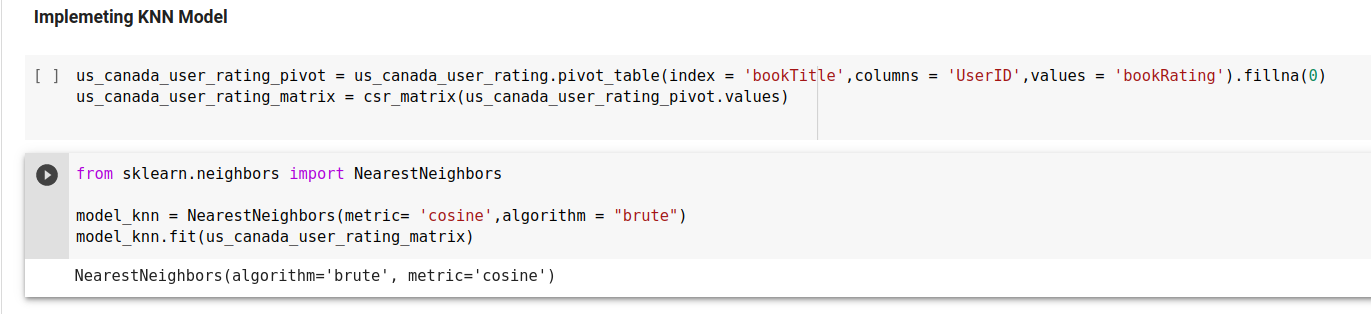 Implemeting KNN Model
[ ] us_canada_user_rating_pivot = us_canada_user_rating.pivot_table(index = 'bookTitle',columns = 'UserID',values = 'bookRating').fillna(0)
us_canada_user_rating_matrix = csr_matrix(us_canada_user_rating_pivot.values)
from sklearn.neighbors import NearestNeighbors
model_knn = NearestNeighbors(metric= 'cosine',algorithm = "brute")
model_knn.fit(us_canada_user_rating_matrix)
NearestNeighbors(algorithm='brute', metric='cosine')